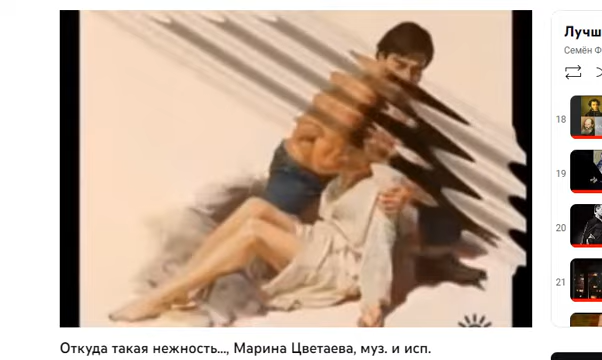 Лучш
Семён Ф
18
19
20
21
Откуда такая нежность..., Марина Цветаева, муз. и исп.